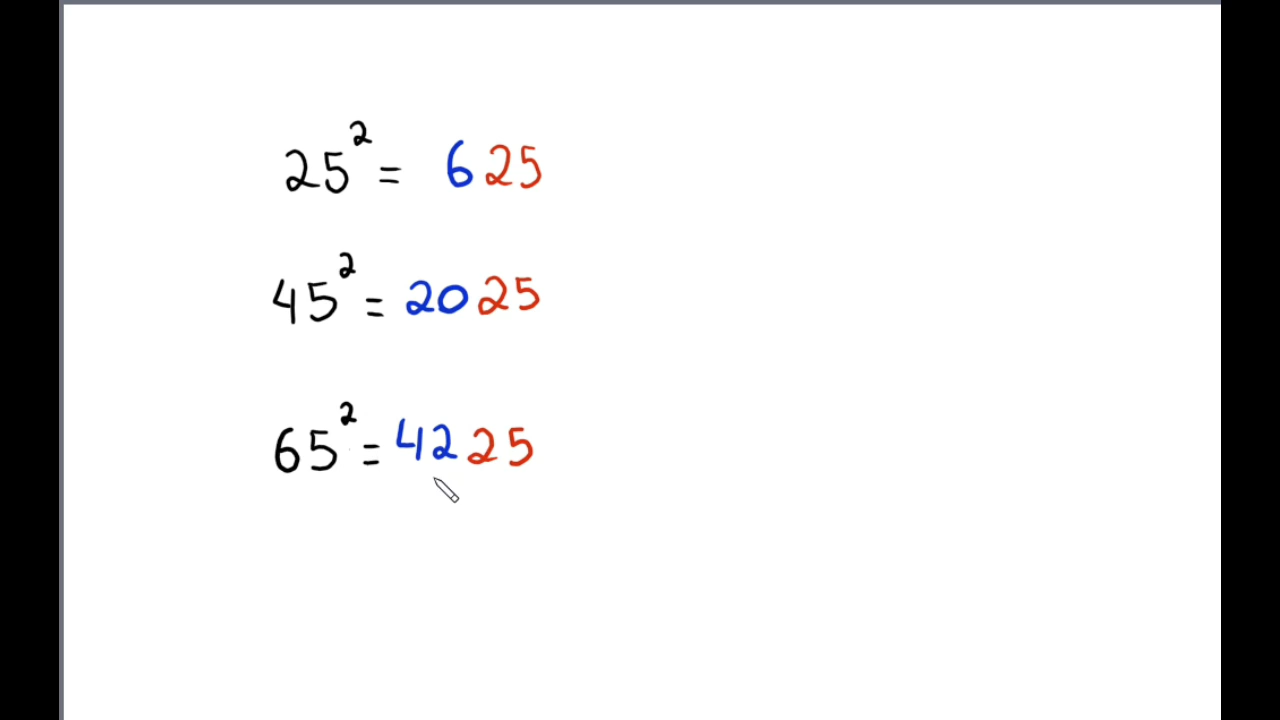 25² = 625
45² = 2025
65² = 4225